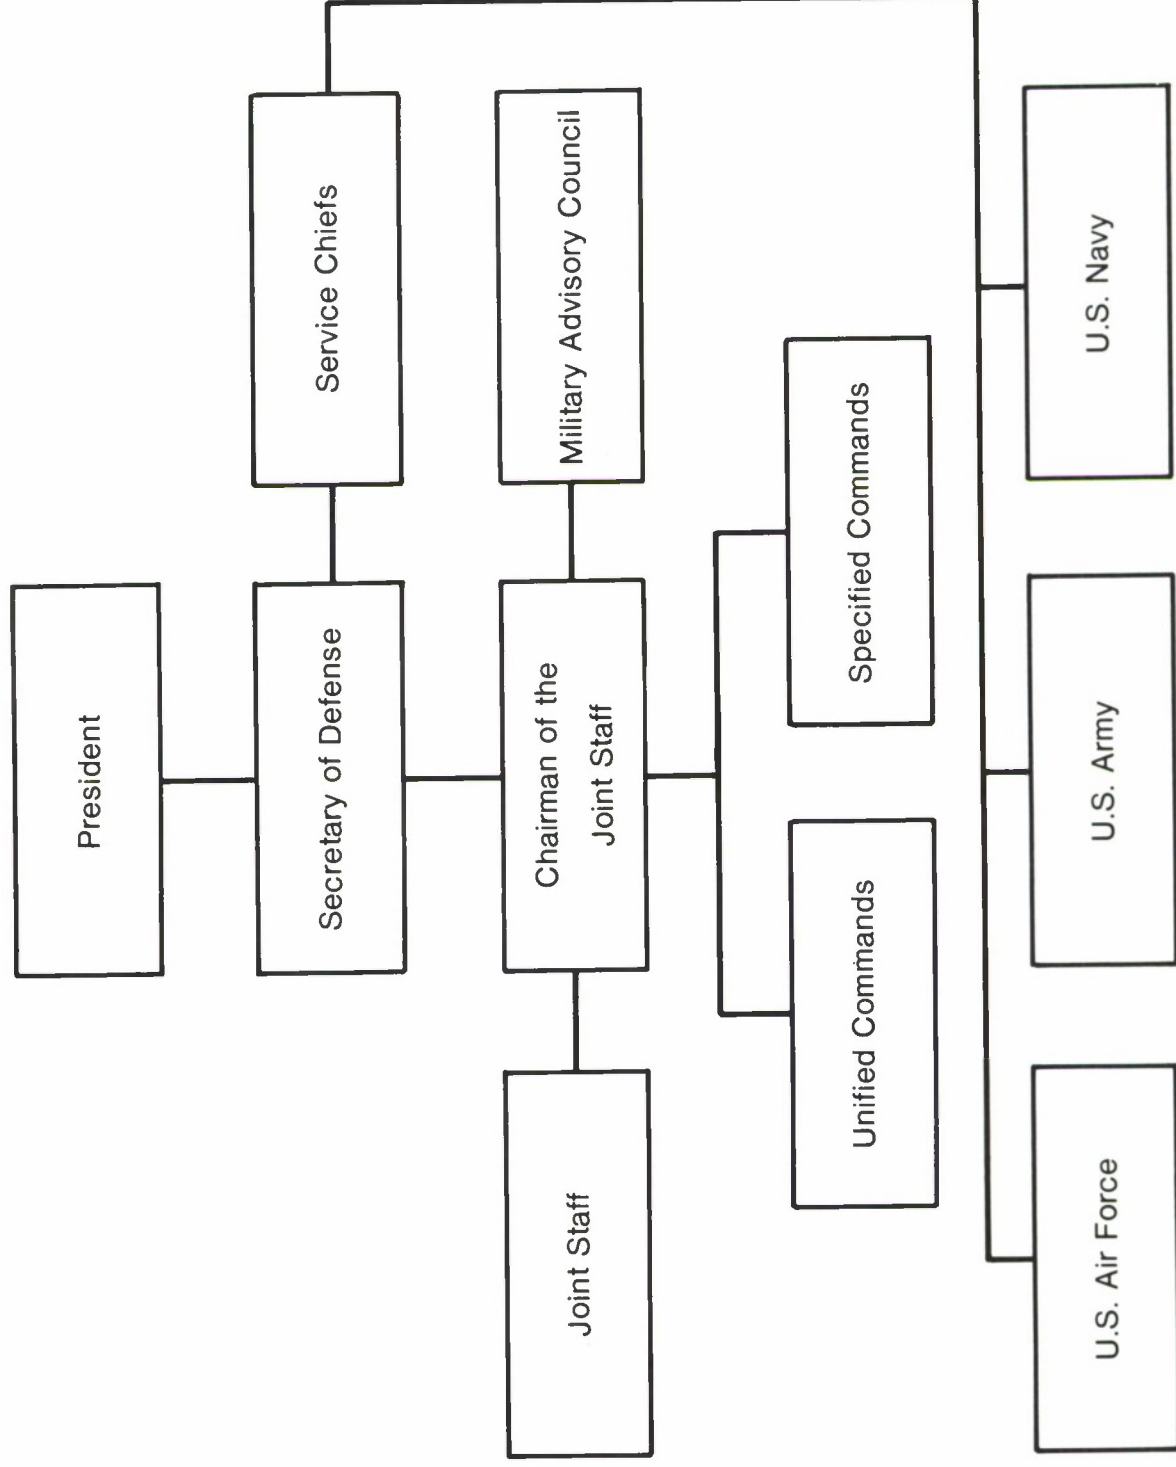 President
Secretary of Defense
Service Chiefs
Joint Staff
Chairman of the
Joint Staff
Military Advisory Council
Unified Commands
Specified Commands
U.S. Air Force
U.S. Army
U.S. Navy